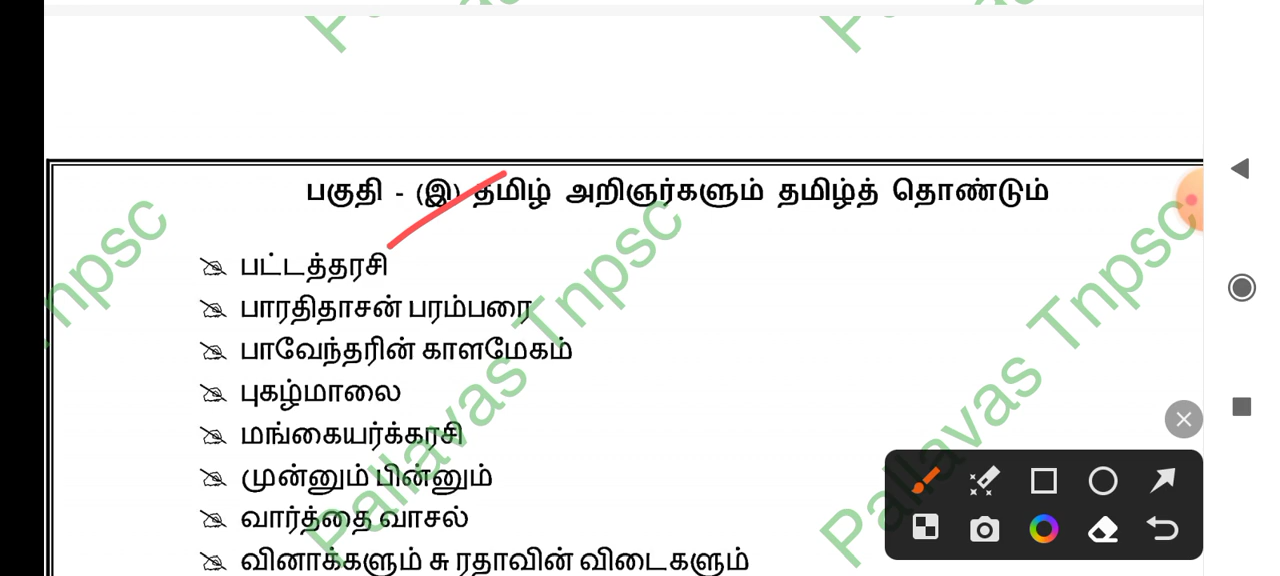 பகுதி - (இ) தமிழ் அறிஞர்களும் தமிழ்த் தொண்டும்
பட்டத்தரசி
பாரதிதாசன் பரம்பரை
பாவேந்தரின் காளமேகம்
புகழ்மாலை
மங்கையர்க்கரசி
முன்னும் பின்னும்
வார்த்தை வாசல்
வினாக்களும் சுரதாவின் விடைகளும்
Pallavas Tnpsc
Pallavas Tnpsc
Tnpsc